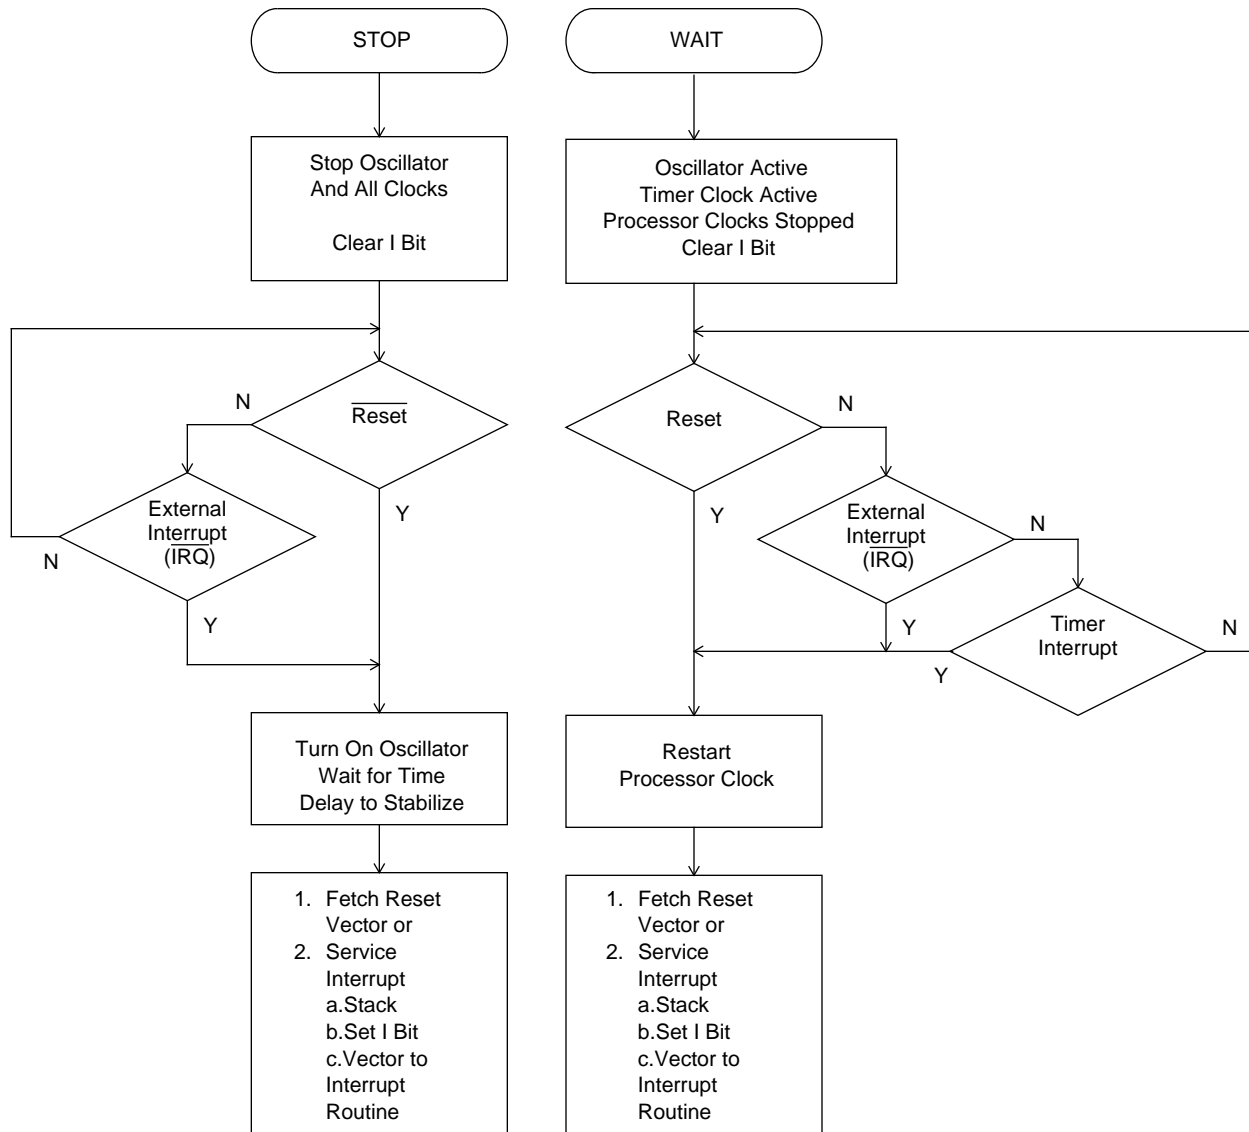 STOP
Stop Oscillator
And All Clocks
Clear I Bit
Reset
N
Y
External
Interrupt
(IRQ)
N
Y
Turn On Oscillator
Wait for Time
Delay to Stabilize
1. Fetch Reset
Vector or
2. Service
Interrupt
a.Stack
b.Set I Bit
c.Vector to
Interrupt
Routine
WAIT
Oscillator Active
Timer Clock Active
Processor Clocks Stopped
Clear I Bit
Reset
N
Y
External
Interrupt
(IRQ)
N
Y
Timer
Interrupt
N
Y
Restart
Processor Clock
1. Fetch Reset
Vector or
2. Service
Interrupt
a.Stack
b.Set I Bit
c.Vector to
Interrupt
Routine